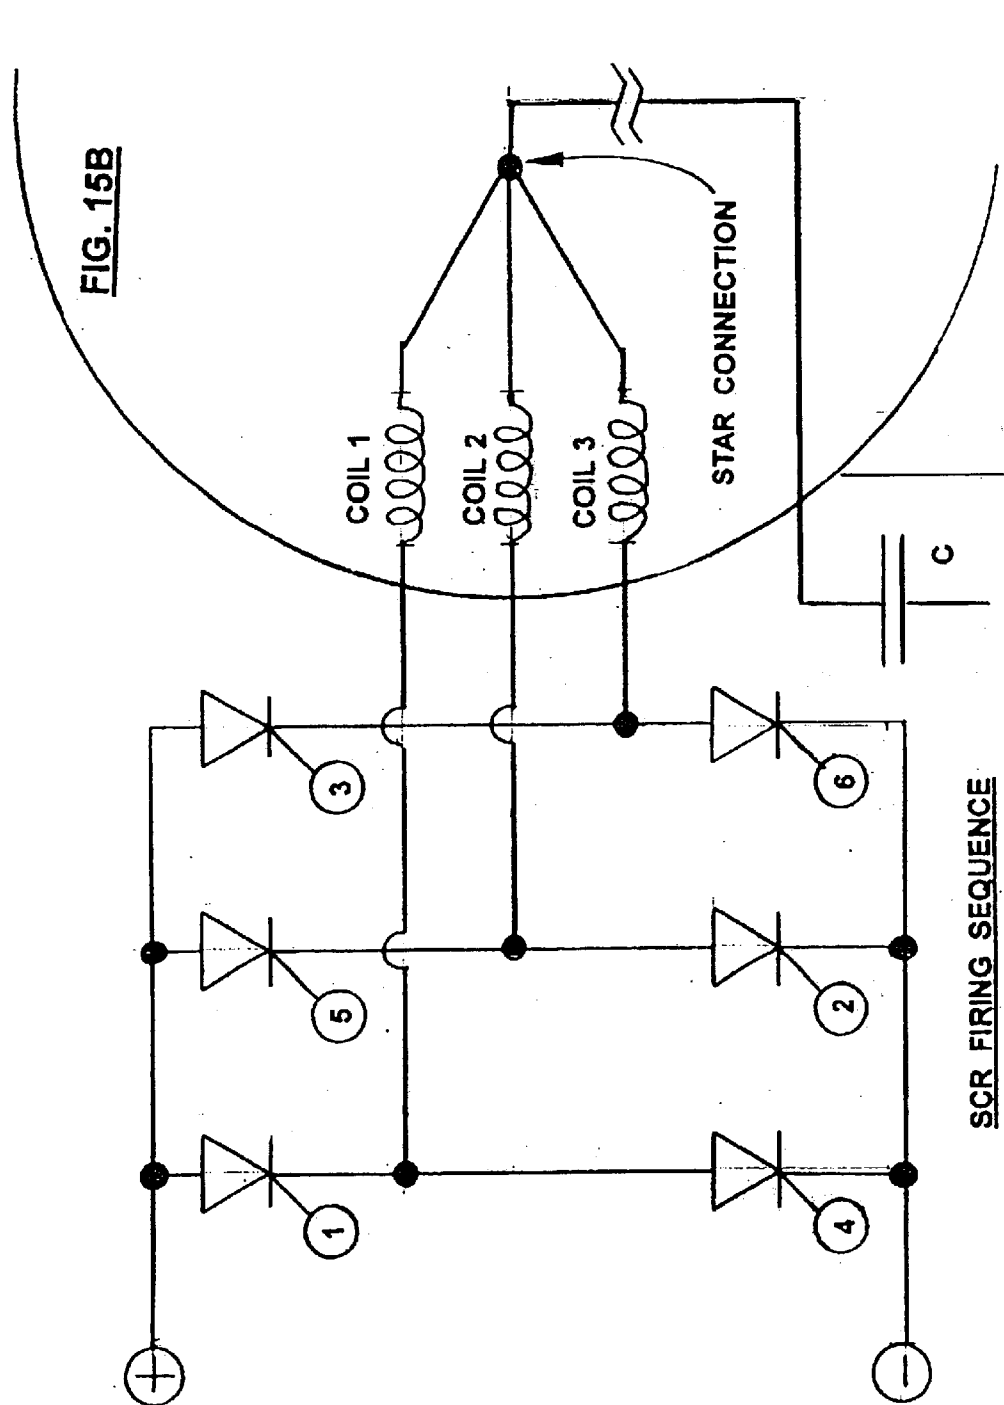 FIG. 15B
COIL 1
COIL 2
COIL 3
STAR CONNECTION
C
3
5
1
6
2
4
+
−
SCR FIRING SEQUENCE